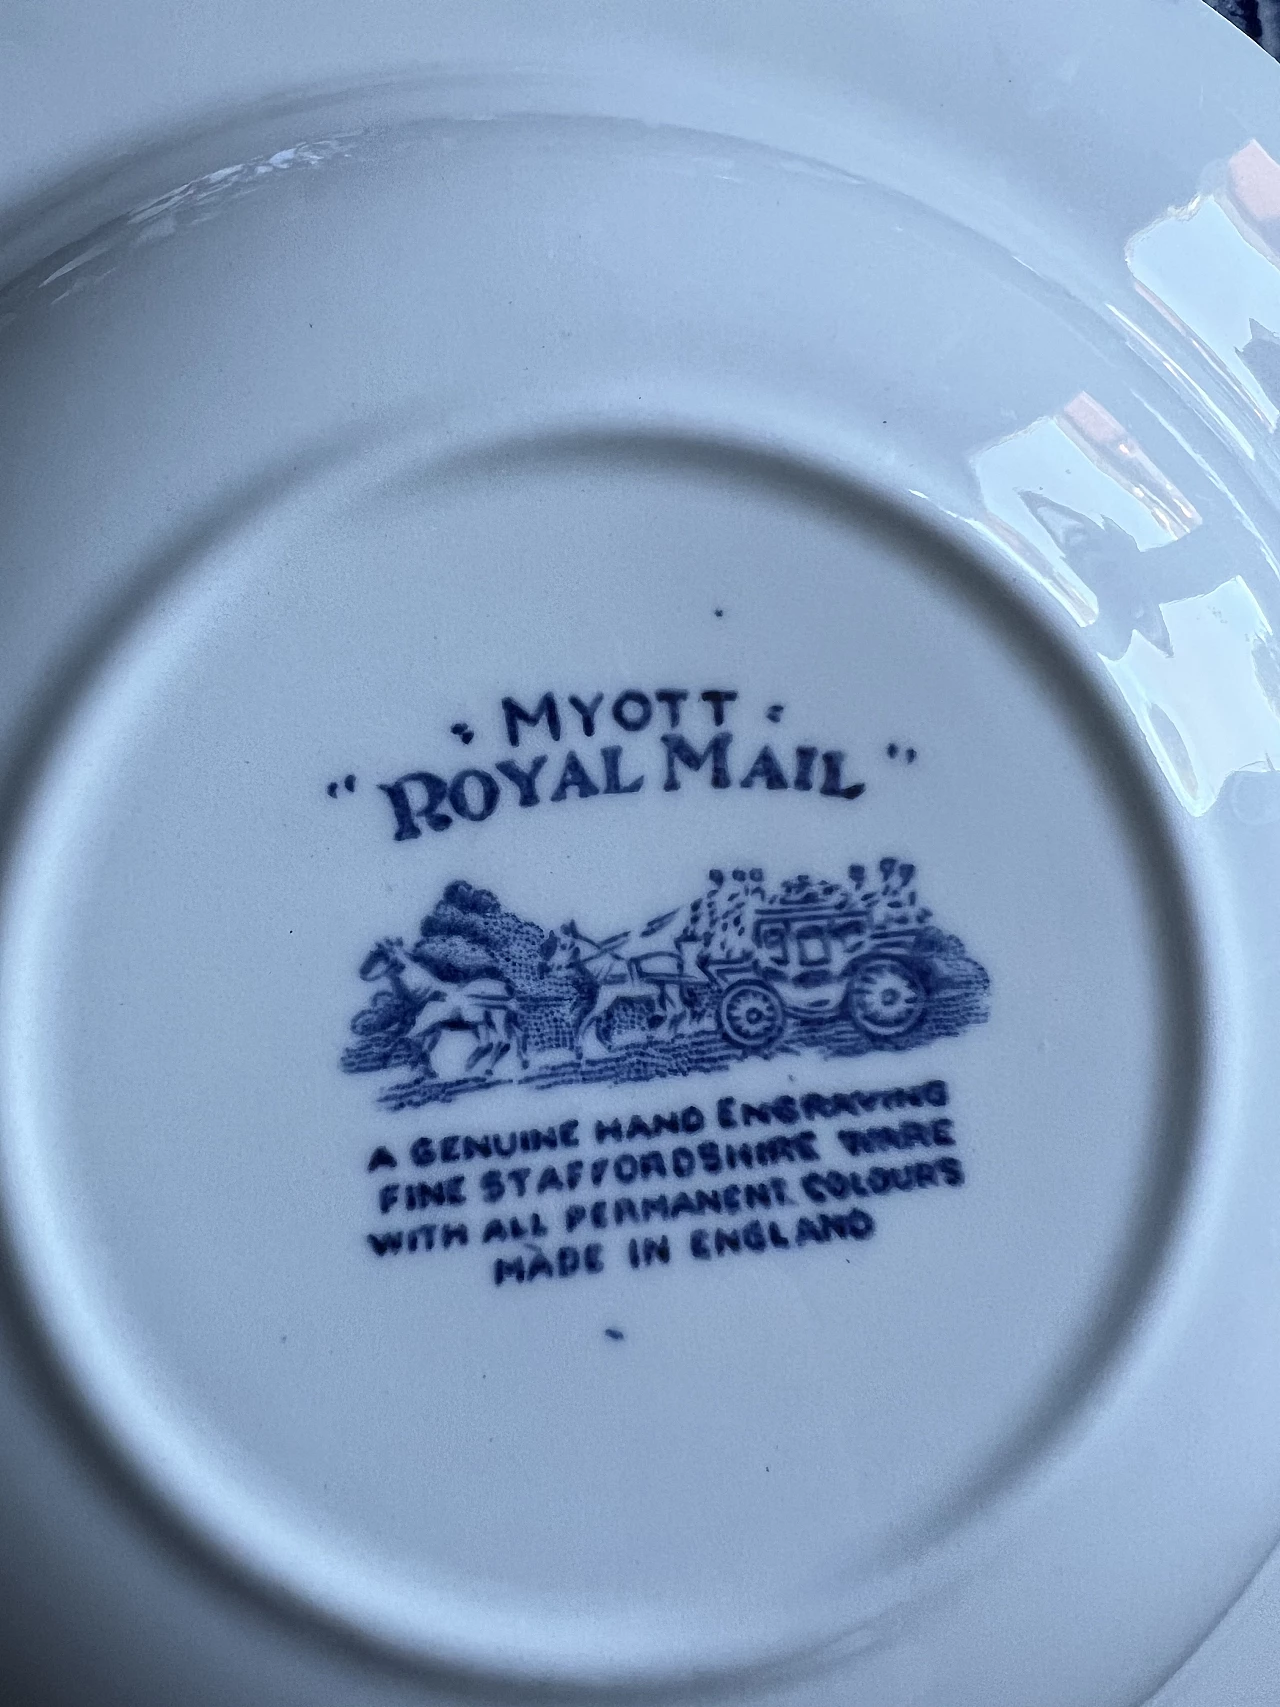 · MYOTT ·
"ROYAL MAIL"
A GENUINE HAND ENGRAVING
FINE STAFFORDSHIRE WARE
WITH ALL PERMANENT COLOURS
MADE IN ENGLAND